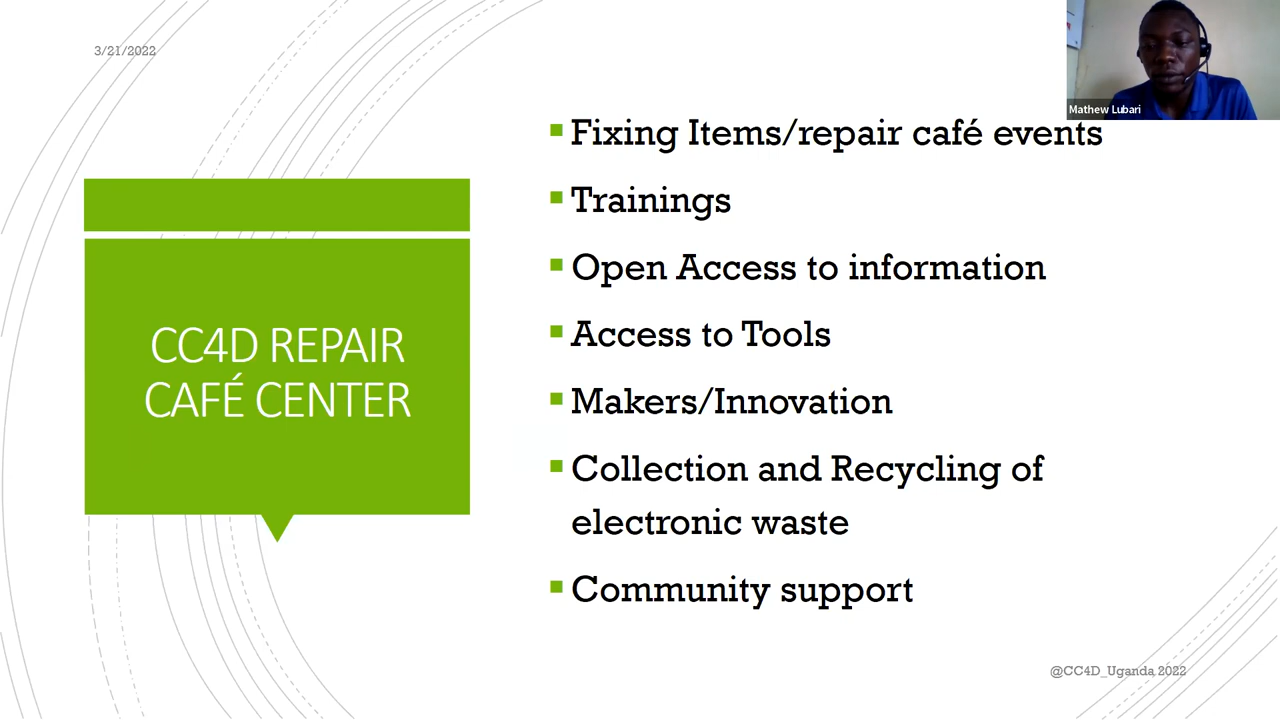 3/21/2022
Mathew Lubari
CC4D REPAIR
CAFÉ CENTER
Fixing Items/repair café events
Trainings
Open Access to information
Access to Tools
Makers/Innovation
Collection and Recycling of
electronic waste
Community support
@CC4D_Uganda 2022